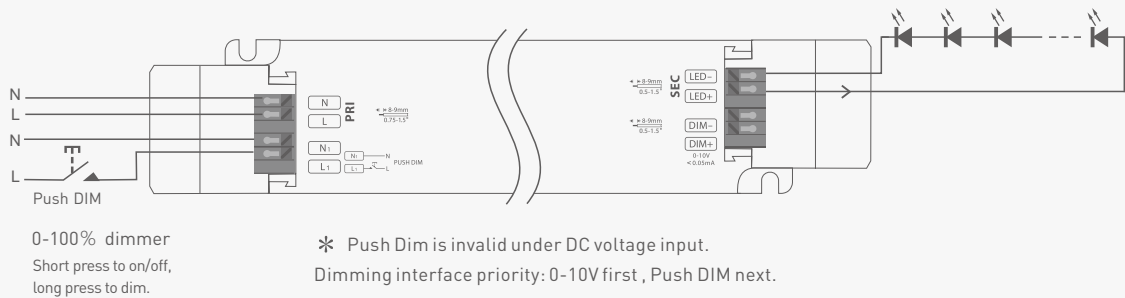 N
L
N
L
Push DIM
0-100% dimmer
Short press to on/off,
long press to dim.
N
L
PRI
8-9mm
0.75-1.5²
N1
L1
N1 N
L1 L
PUSH DIM
SEC
LED−
LED+
8-9mm
0.5-1.5²
DIM−
DIM+
8-9mm
0.5-1.5²
0-10V
<0.05mA
* Push Dim is invalid under DC voltage input.
Dimming interface priority: 0-10V first , Push DIM next.